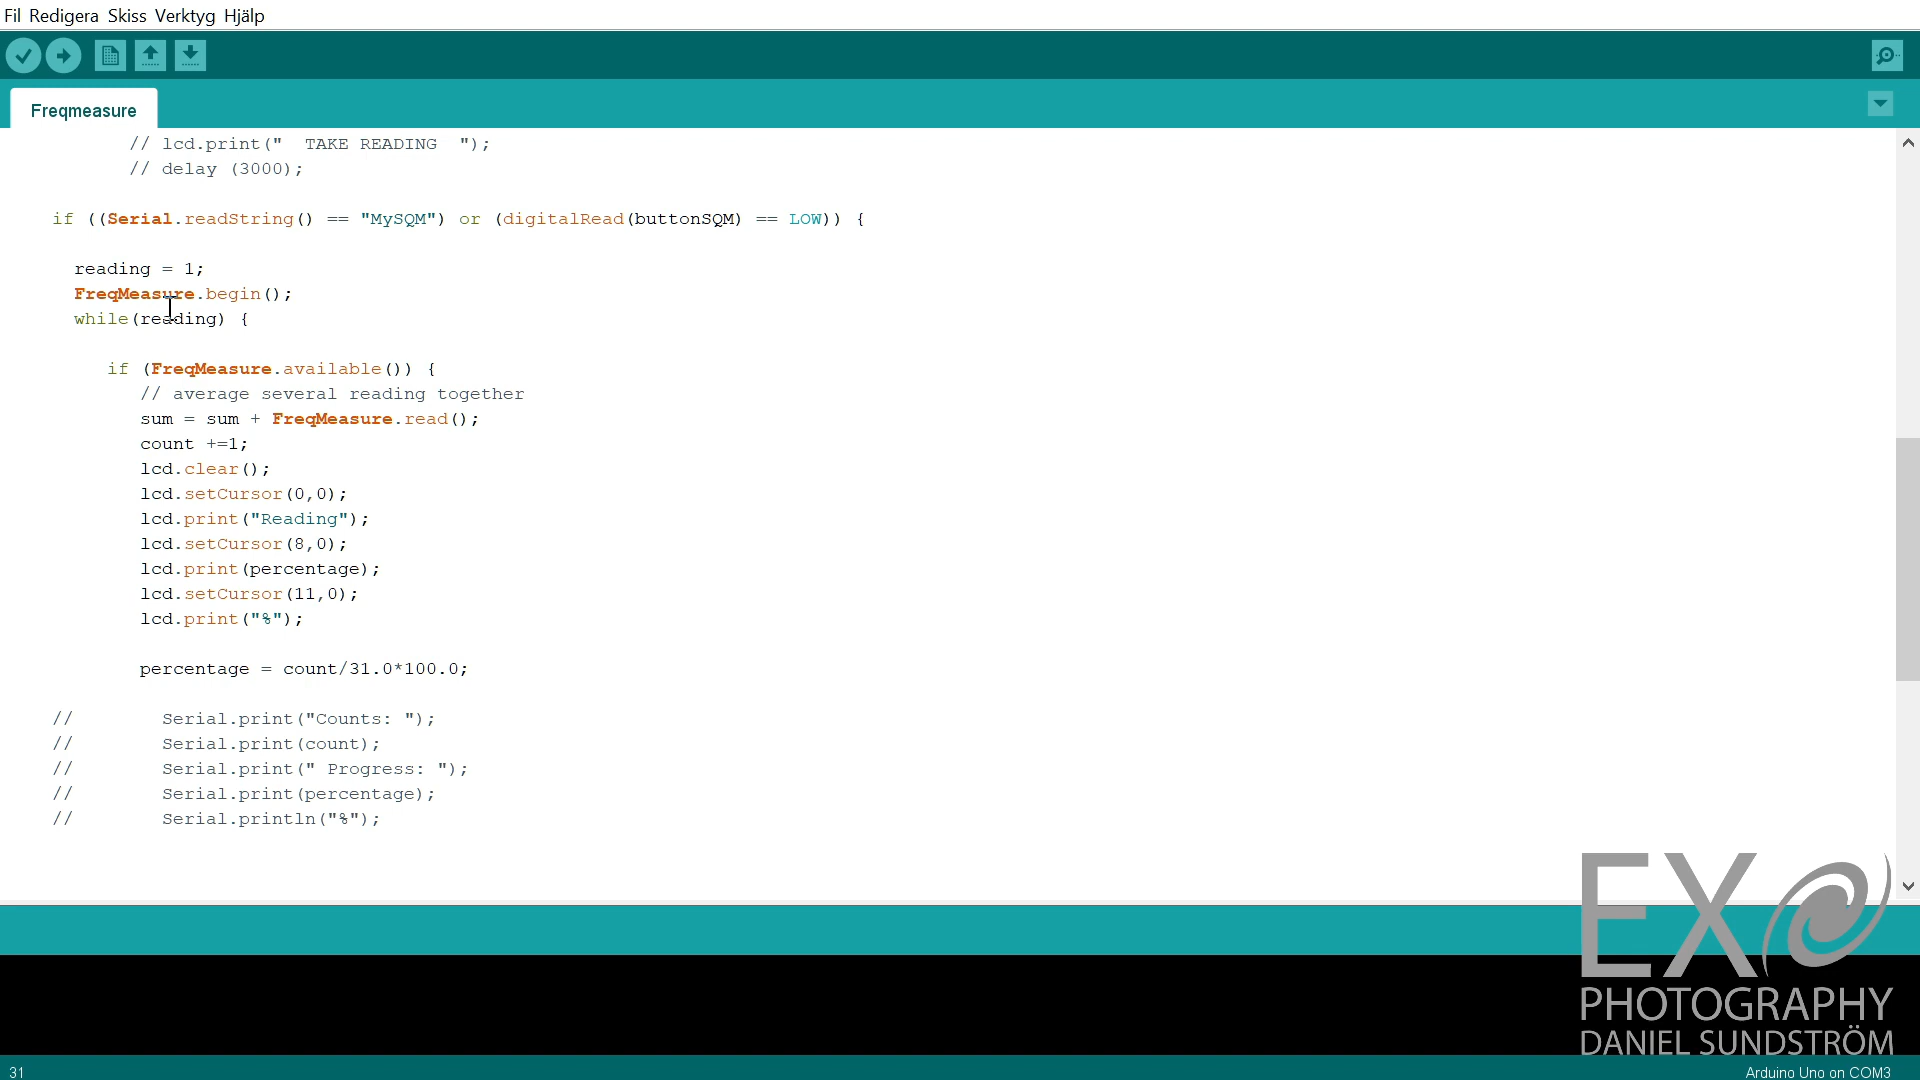 Fil Redigera Skiss Verktyg Hjälp
Freqmeasure
// lcd.print("  TAKE READING  ");
// delay (3000);
if ((Serial.readString() == "MySQM") or (digitalRead(buttonSQM) == LOW)) {
reading = 1;
FreqMeasure.begin();
while(reading) {
if (FreqMeasure.available()) {
// average several reading together
sum = sum + FreqMeasure.read();
count +=1;
lcd.clear();
lcd.setCursor(0,0);
lcd.print("Reading");
lcd.setCursor(8,0);
lcd.print(percentage);
lcd.setCursor(11,0);
lcd.print("%");
percentage = count/31.0*100.0;
//        Serial.print("Counts: ");
//        Serial.print(count);
//        Serial.print(" Progress: ");
//        Serial.print(percentage);
//        Serial.println("%");
EXO
PHOTOGRAPHY
DANIEL SUNDSTRÖM
31
Arduino Uno on COM3